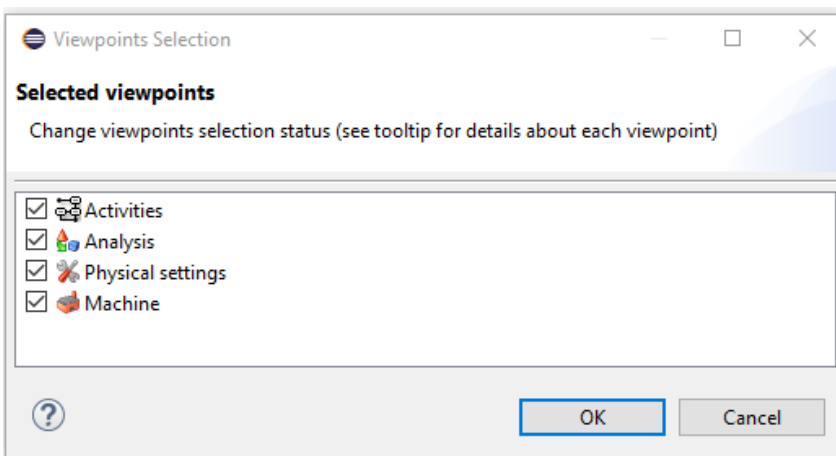 Viewpoints Selection
Selected viewpoints
Change viewpoints selection status (see tooltip for details about each viewpoint)
Activities
Analysis
Physical settings
Machine
?
OK
Cancel